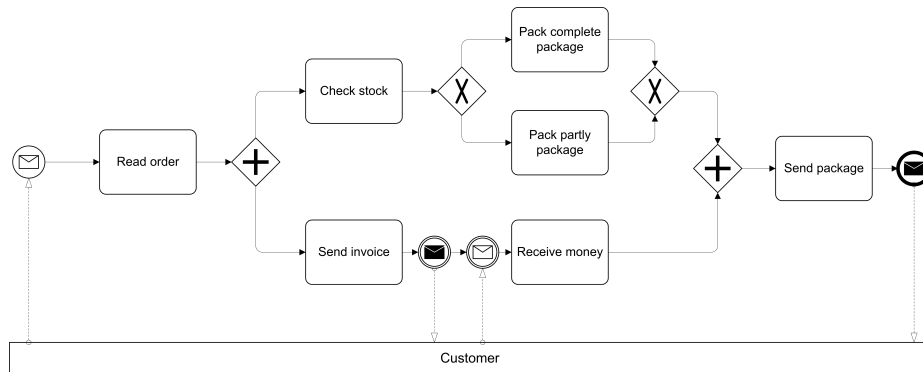 Pack complete
package
Check stock
Pack partly
package
Read order
Send package
Send invoice
Receive money
Customer